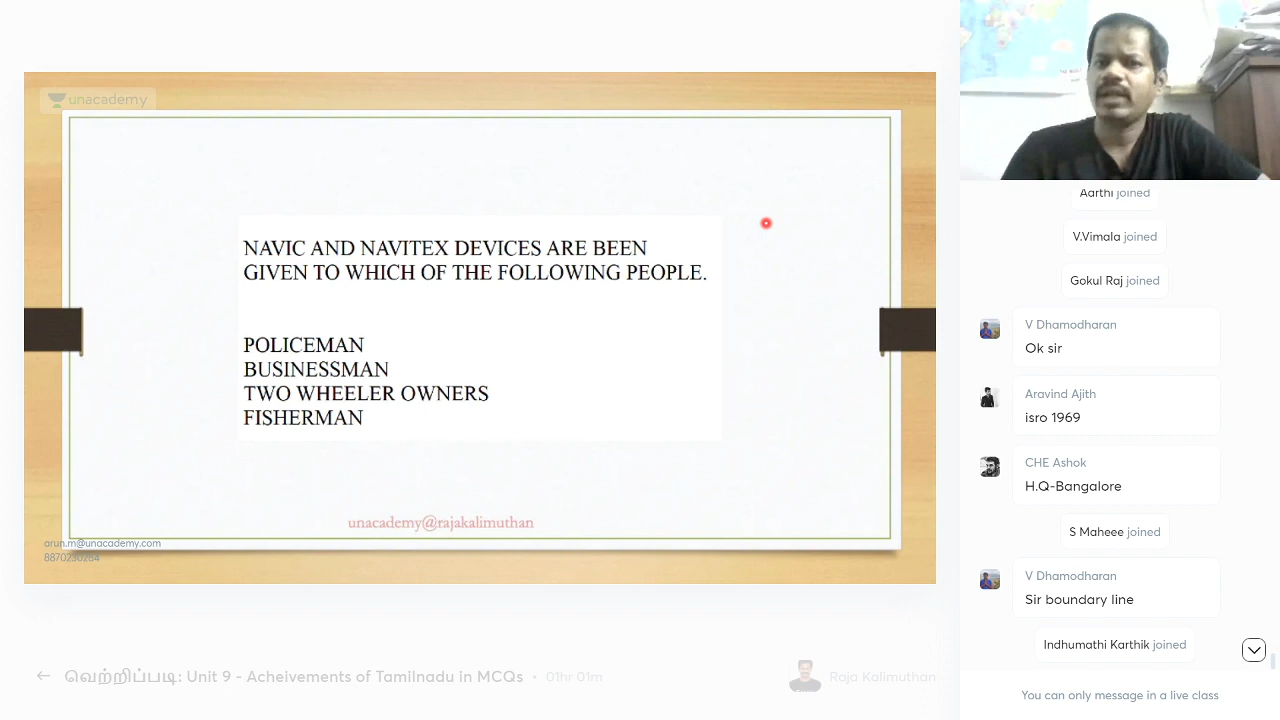 unacademy
NAVIC AND NAVITEX DEVICES ARE BEEN
GIVEN TO WHICH OF THE FOLLOWING PEOPLE.
POLICEMAN
BUSINESSMAN
TWO WHEELER OWNERS
FISHERMAN
unacademy@rajakalimuthan
arun.m@unacademy.com
8870230284
வெற்றிப்படி: Unit 9 - Acheivements of Tamilnadu in MCQs • 01hr 01m
Raja Kalimuthan
Aarthi joined
V.Vimala joined
Gokul Raj joined
V Dhamodharan
Ok sir
Aravind Ajith
isro 1969
CHE Ashok
H.Q-Bangalore
S Maheee joined
V Dhamodharan
Sir boundary line
Indhumathi Karthik joined
You can only message in a live class